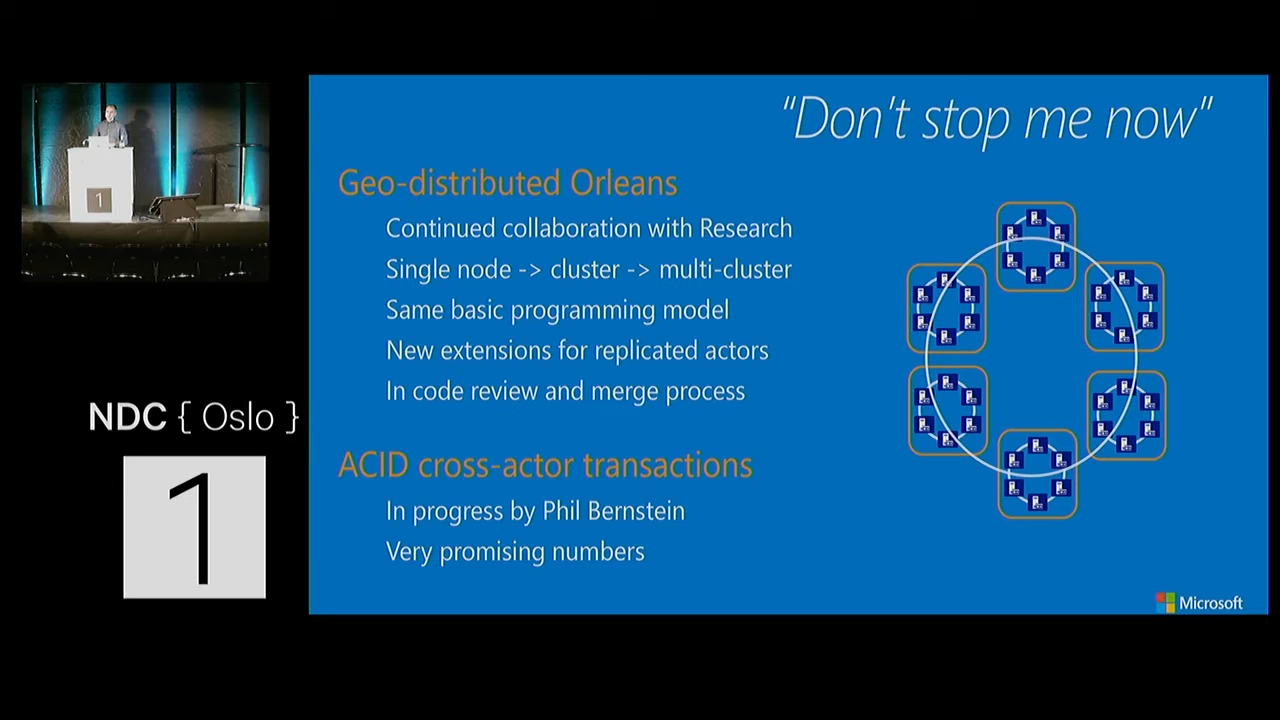 "Don't stop me now"
Geo-distributed Orleans
Continued collaboration with Research
Single node -> cluster -> multi-cluster
Same basic programming model
New extensions for replicated actors
In code review and merge process
ACID cross-actor transactions
In progress by Phil Bernstein
Very promising numbers
Microsoft
1
NDC { Oslo }
1